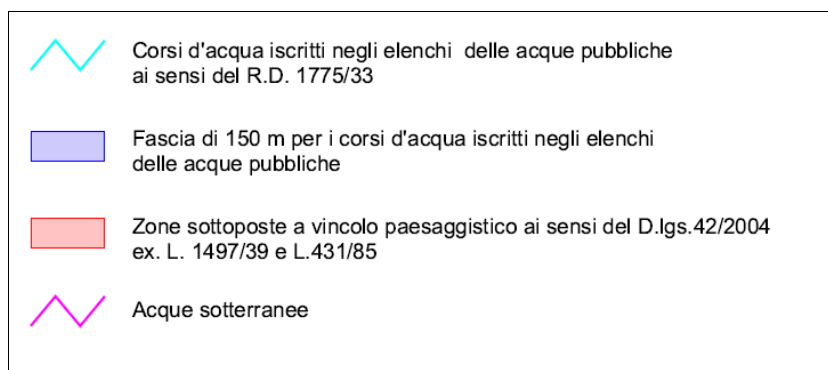 Corsi d'acqua iscritti negli elenchi  delle acque pubbliche
ai sensi del R.D. 1775/33
Fascia di 150 m per i corsi d'acqua iscritti negli elenchi
delle acque pubbliche
Zone sottoposte a vincolo paesaggistico ai sensi del D.lgs.42/2004
ex. L. 1497/39 e L.431/85
Acque sotterranee